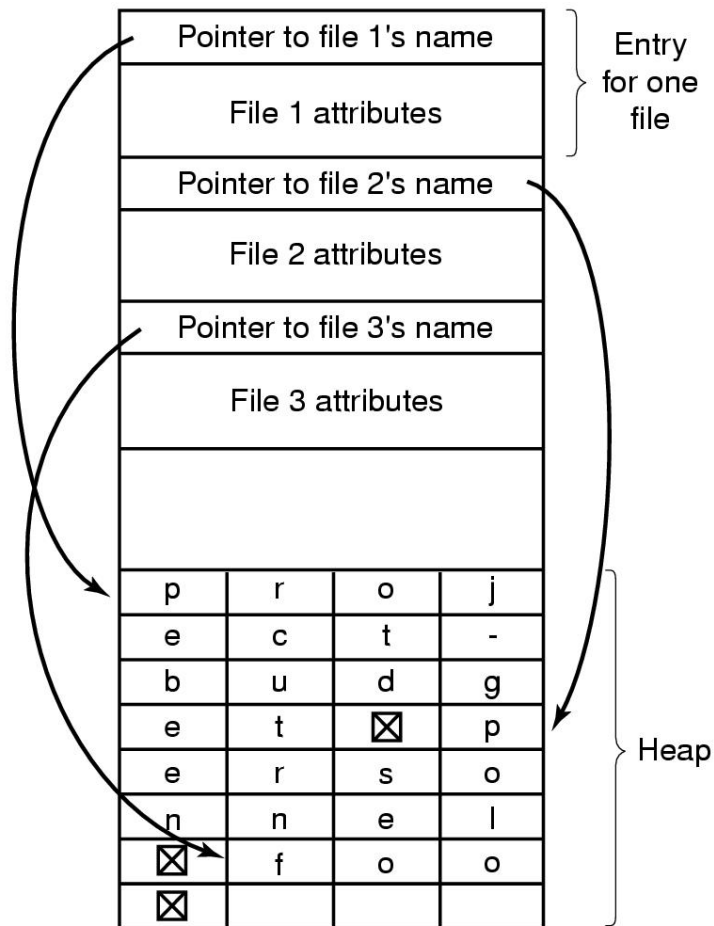 Pointer to file 1's name
Entry
for one
file
File 1 attributes
Pointer to file 2's name
File 2 attributes
Pointer to file 3's name
File 3 attributes
p r o j
e c t -
b u d g
e t ☒ p
e r s o
n n e l
☒ f o o
☒
Heap